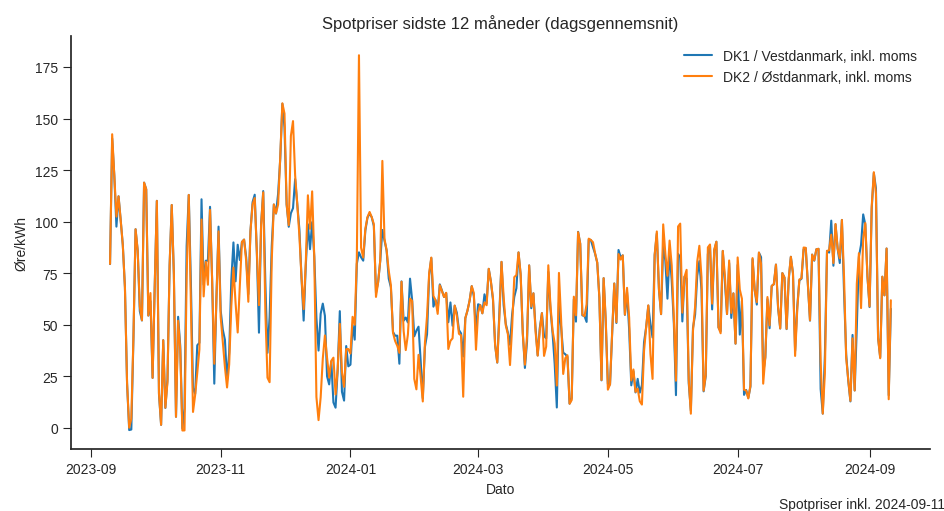 Spotpriser sidste 12 måneder (dagsgennemsnit)
DK1 / Vestdanmark, inkl. moms
DK2 / Østdanmark, inkl. moms
Øre/kWh
175
150
125
100
75
50
25
0
2023-09
2023-11
2024-01
2024-03
2024-05
2024-07
2024-09
Dato
Spotpriser inkl. 2024-09-11